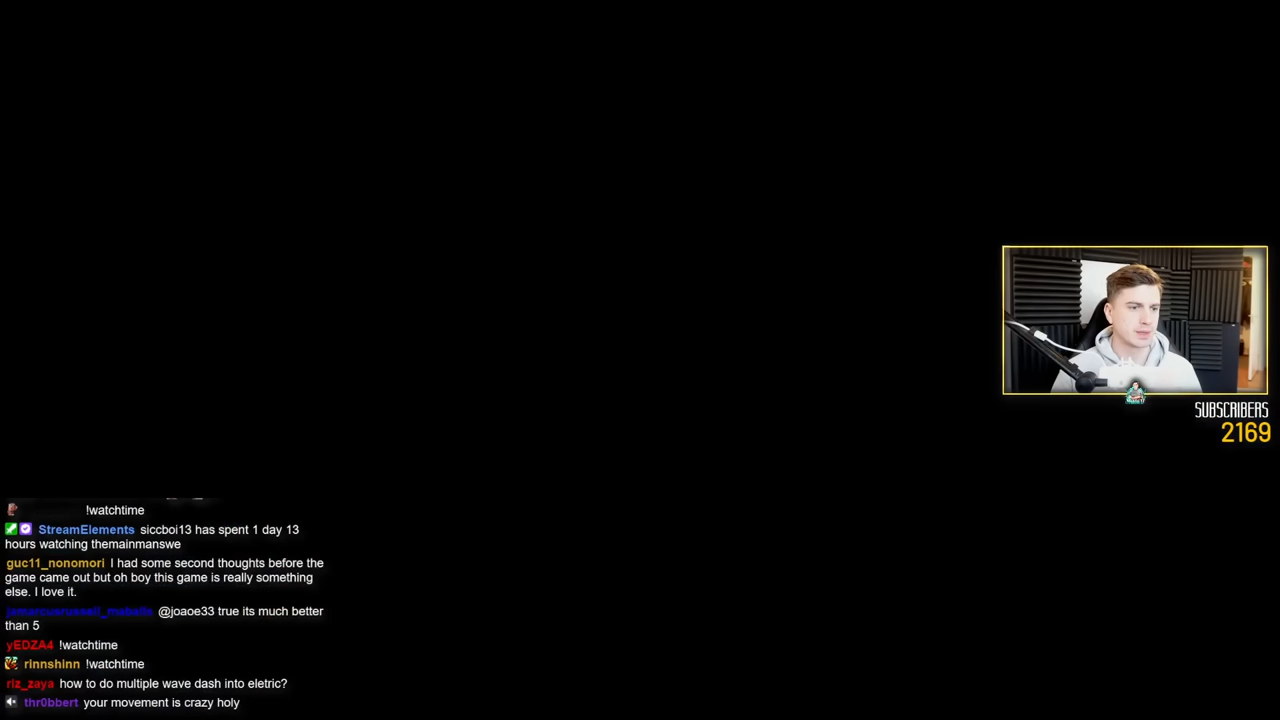 SUBSCRIBERS
2169
!watchtime
StreamElements siccboi13 has spent 1 day 13
hours watching themainmanswe
guc11_nonomori I had some second thoughts before the
game came out but oh boy this game is really something
else. I love it.
@joaoe33 true its much better
than 5
yEDZA4 !watchtime
rinnshinn !watchtime
riz_zaya how to do multiple wave dash into eletric?
thr0bbert your movement is crazy holy